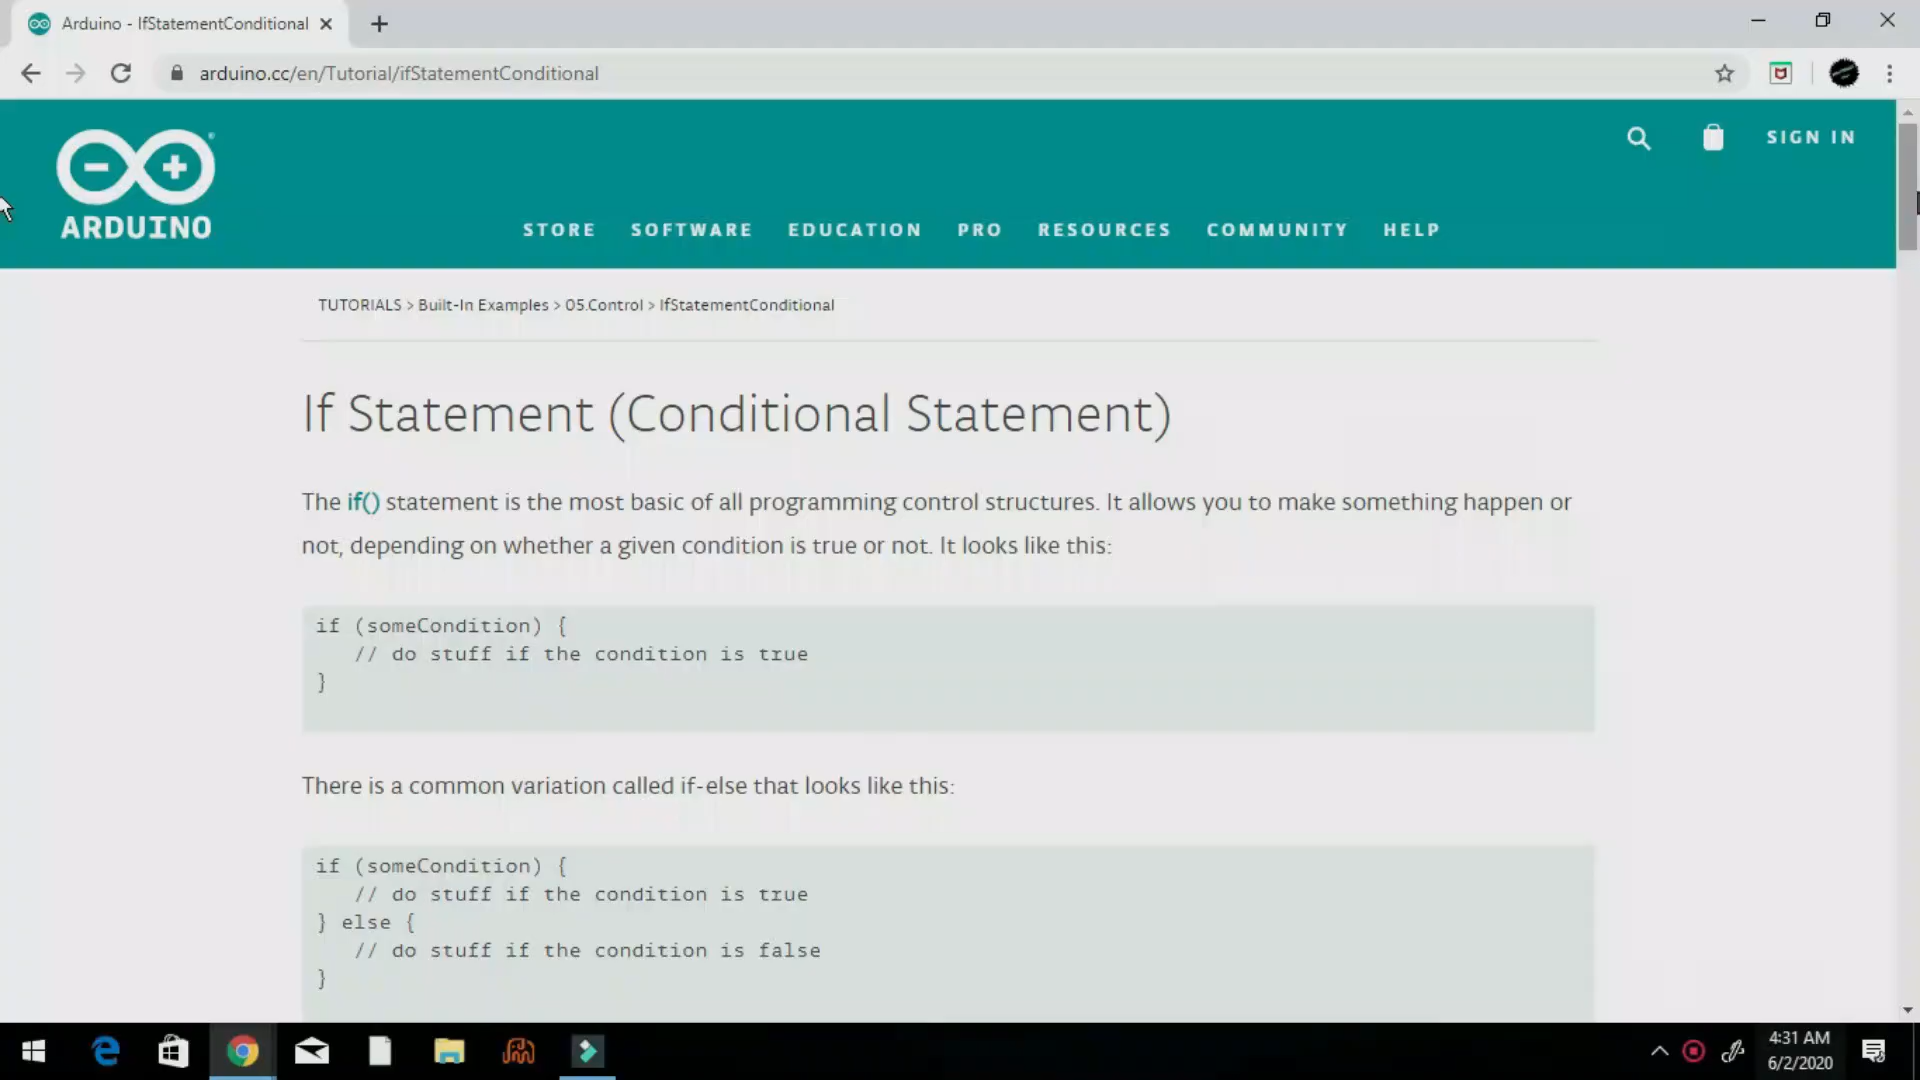 Arduino - IfStatementConditional
arduino.cc/en/Tutorial/ifStatementConditional
SIGN IN
ARDUINO
STORE SOFTWARE EDUCATION PRO RESOURCES COMMUNITY HELP
TUTORIALS > Built-In Examples > 05.Control > IfStatementConditional
If Statement (Conditional Statement)
The if() statement is the most basic of all programming control structures. It allows you to make something happen or
not, depending on whether a given condition is true or not. It looks like this:
if (someCondition) {
   // do stuff if the condition is true
}
There is a common variation called if-else that looks like this:
if (someCondition) {
   // do stuff if the condition is true
} else {
   // do stuff if the condition is false
}
4:31 AM
6/2/2020